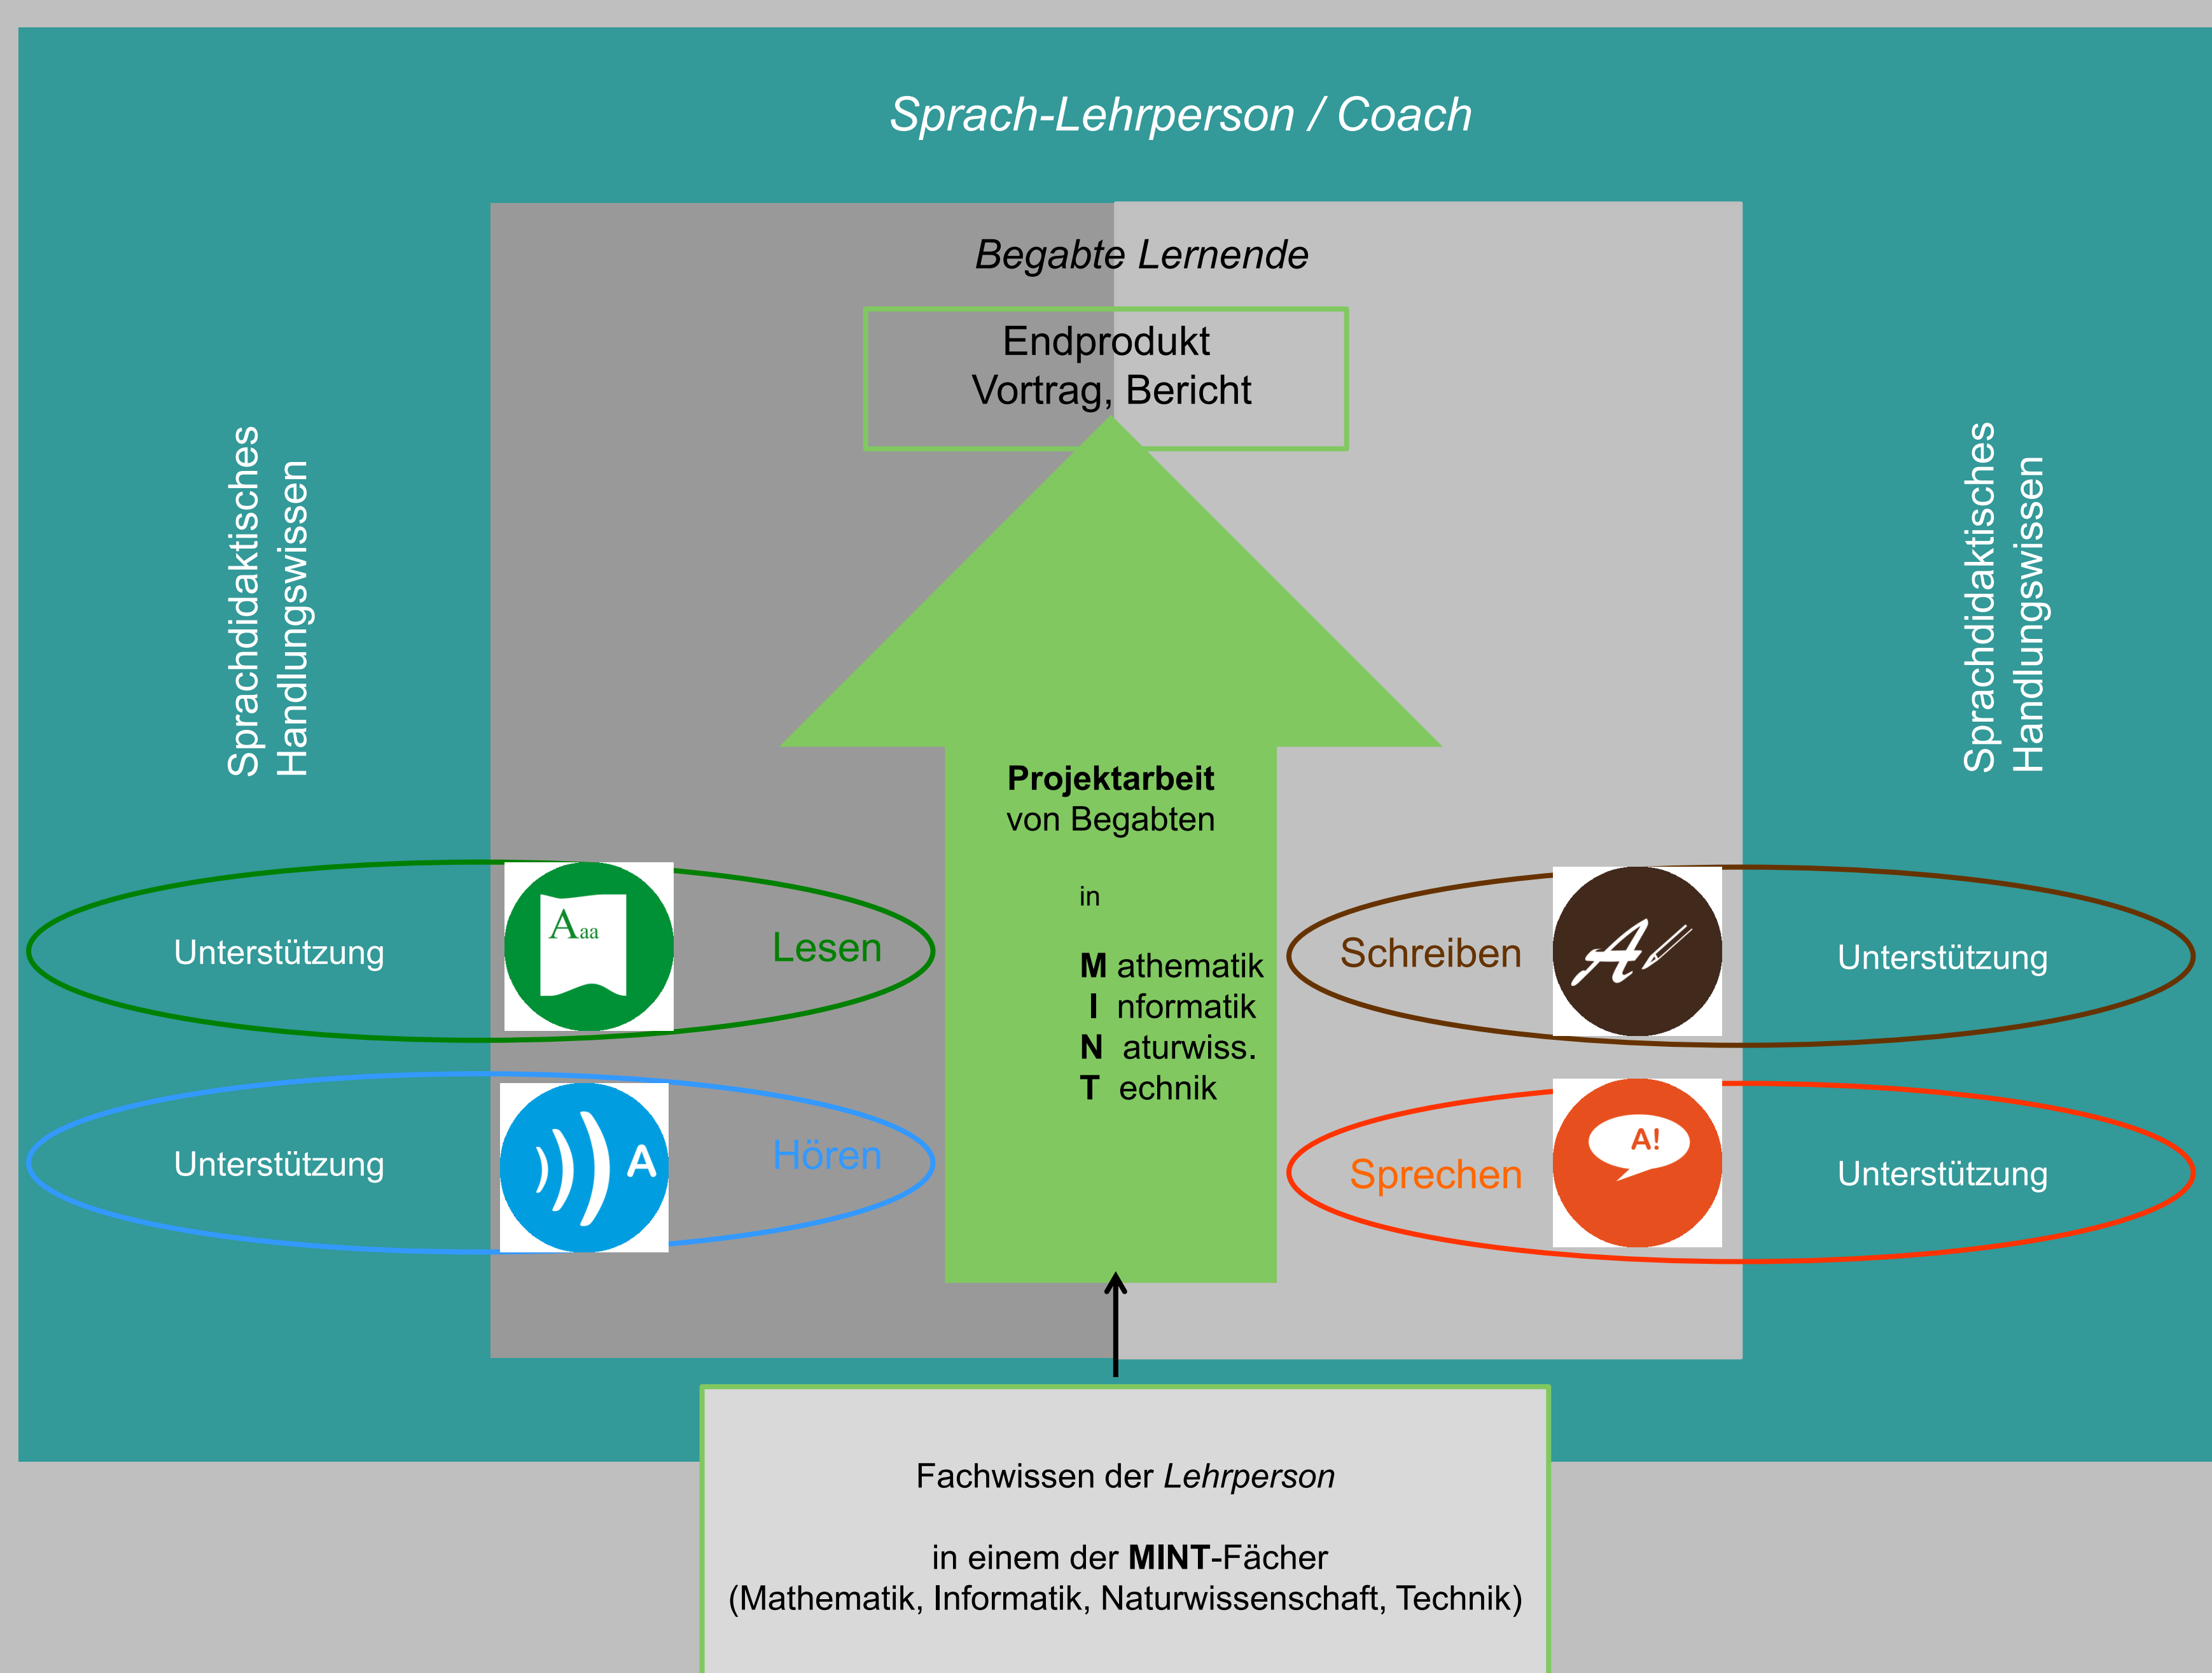 Sprach-Lehrperson / Coach
Begabte Lernende
Endprodukt
Vortrag, Bericht
Sprachdidaktisches
Handlungswissen
Sprachdidaktisches
Handlungswissen
Projektarbeit
von Begabten
in
M athematik
I nformatik
N aturwiss.
T echnik
Unterstützung
Aaa
Lesen
Schreiben
A
Unterstützung
Unterstützung
A
Hören
Sprechen
A!
Unterstützung
Fachwissen der Lehrperson
in einem der MINT-Fächer
(Mathematik, Informatik, Naturwissenschaft, Technik)